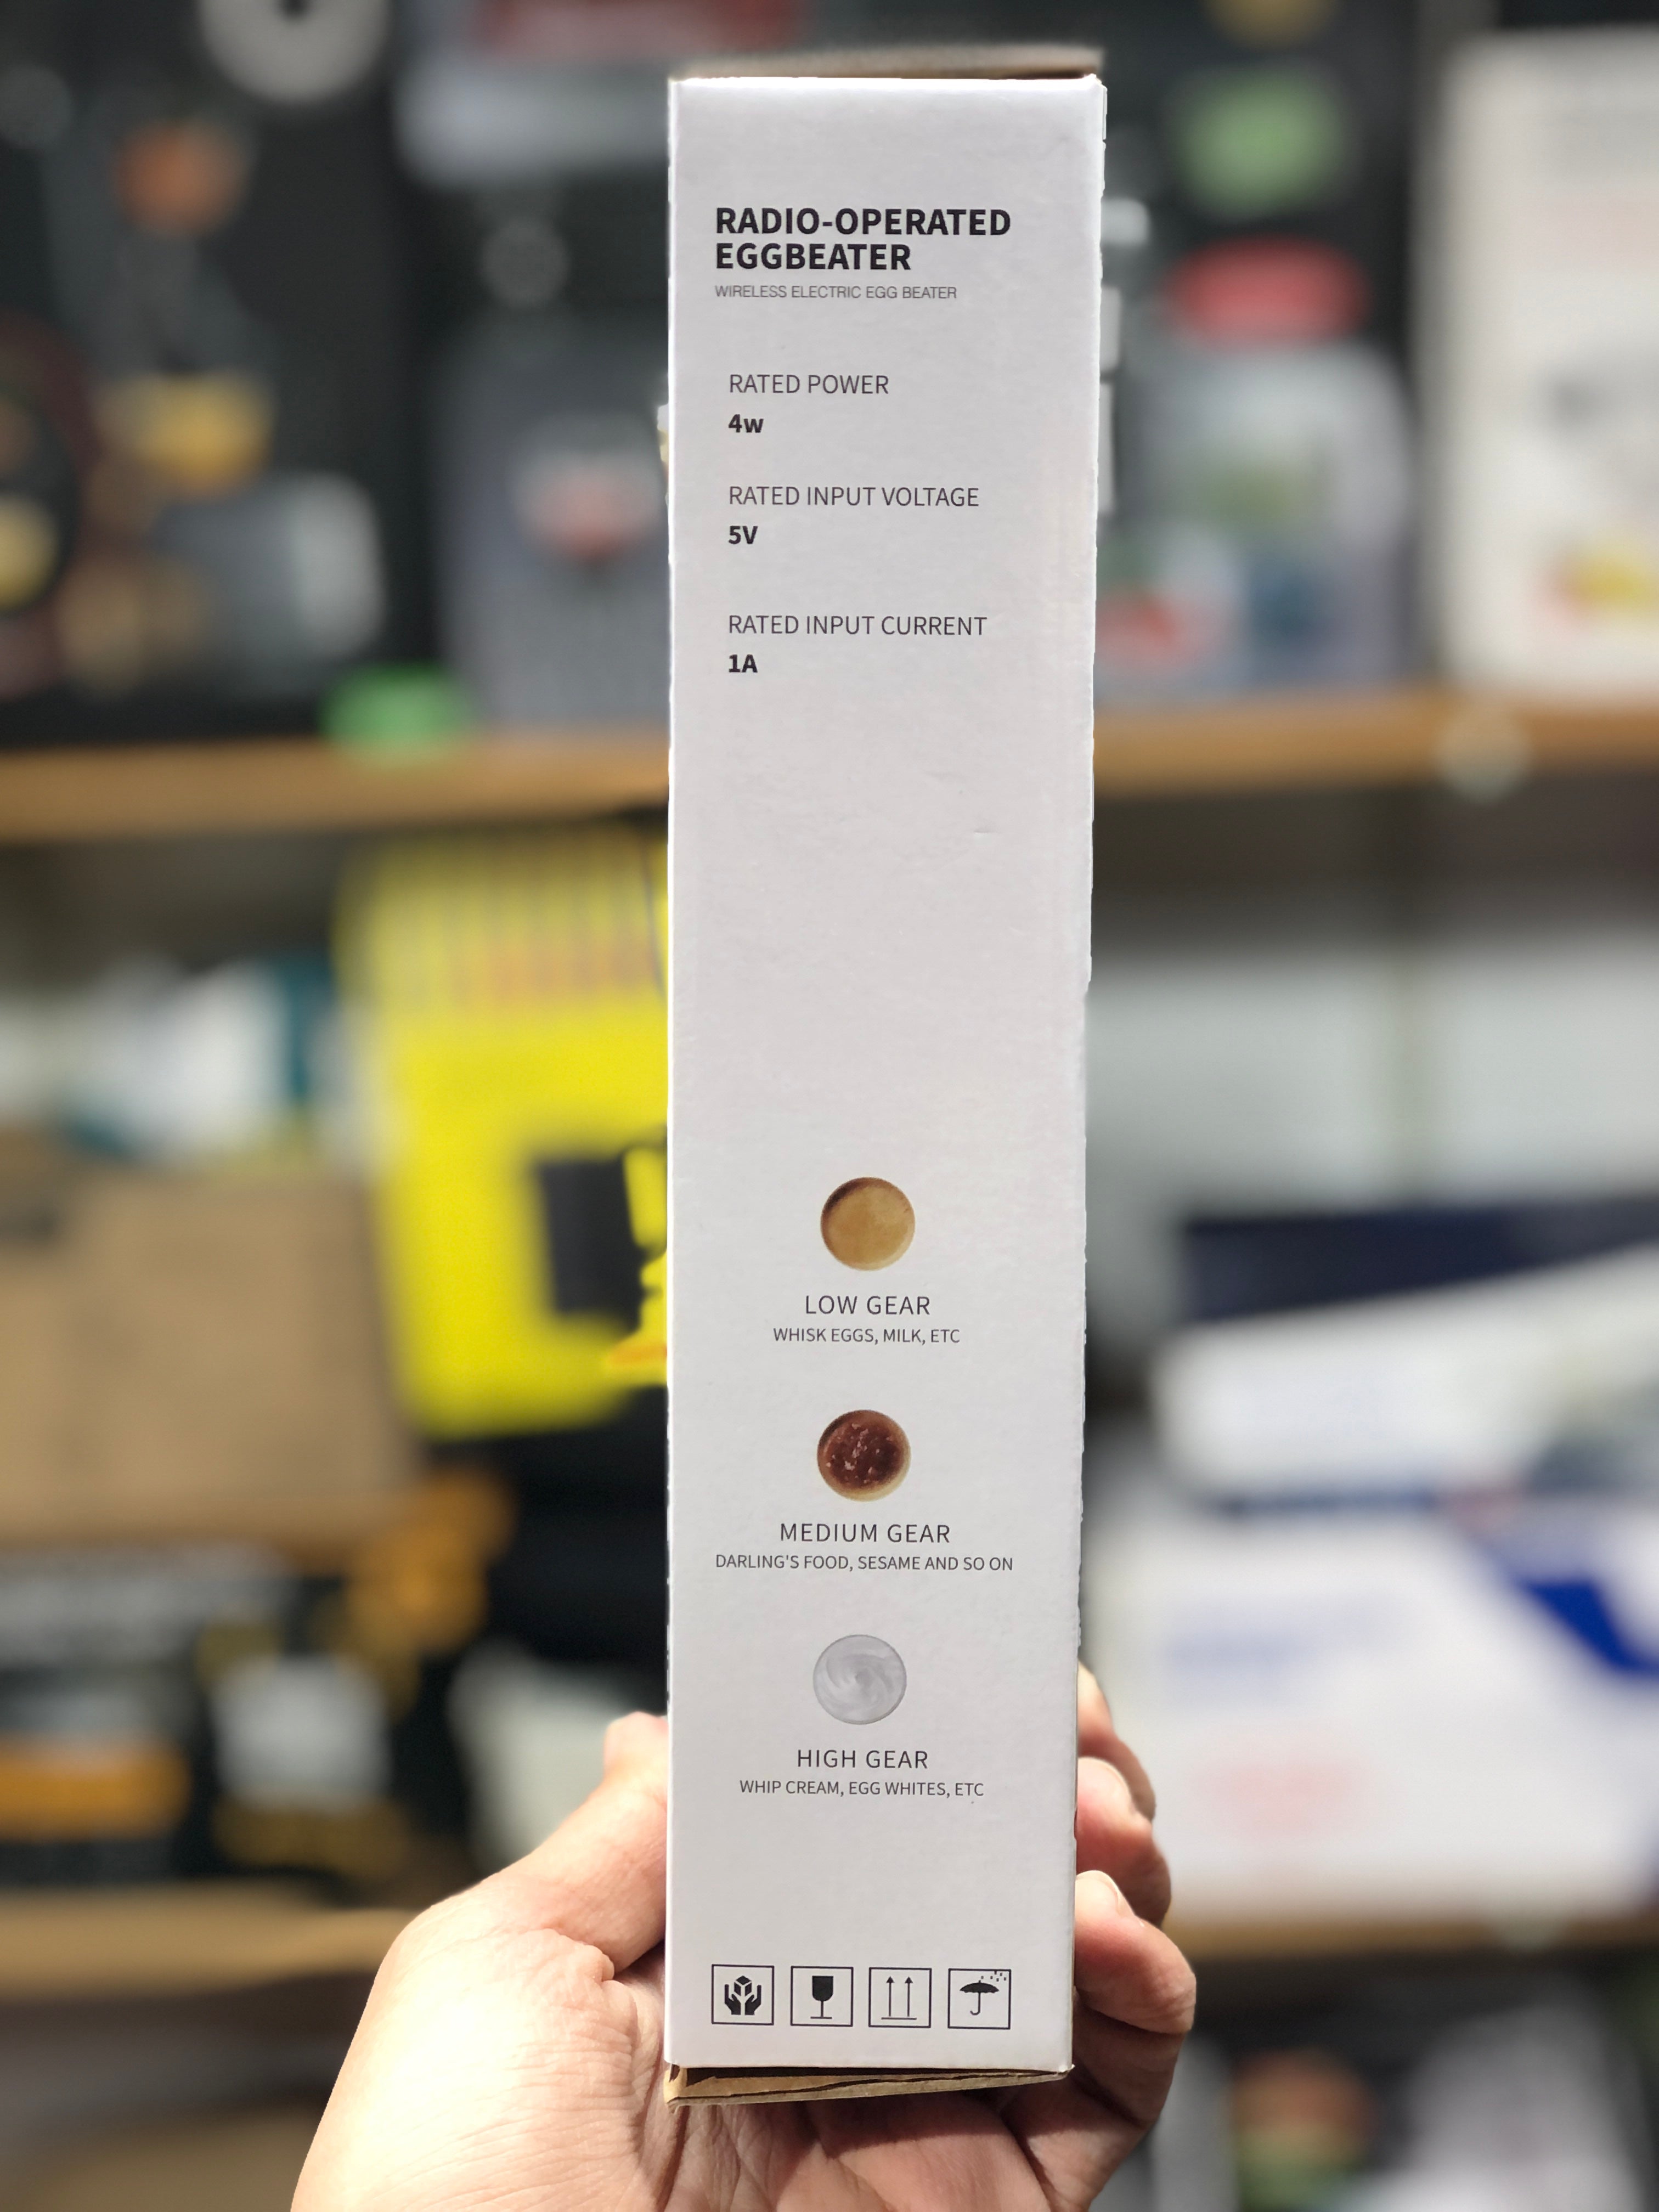 RADIO-OPERATED
EGGBEATER
WIRELESS ELECTRIC EGG BEATER
RATED POWER
4w
RATED INPUT VOLTAGE
5V
RATED INPUT CURRENT
1A
LOW GEAR
WHISK EGGS, MILK, ETC
MEDIUM GEAR
DARLING'S FOOD, SESAME AND SO ON
HIGH GEAR
WHIP CREAM, EGG WHITES, ETC